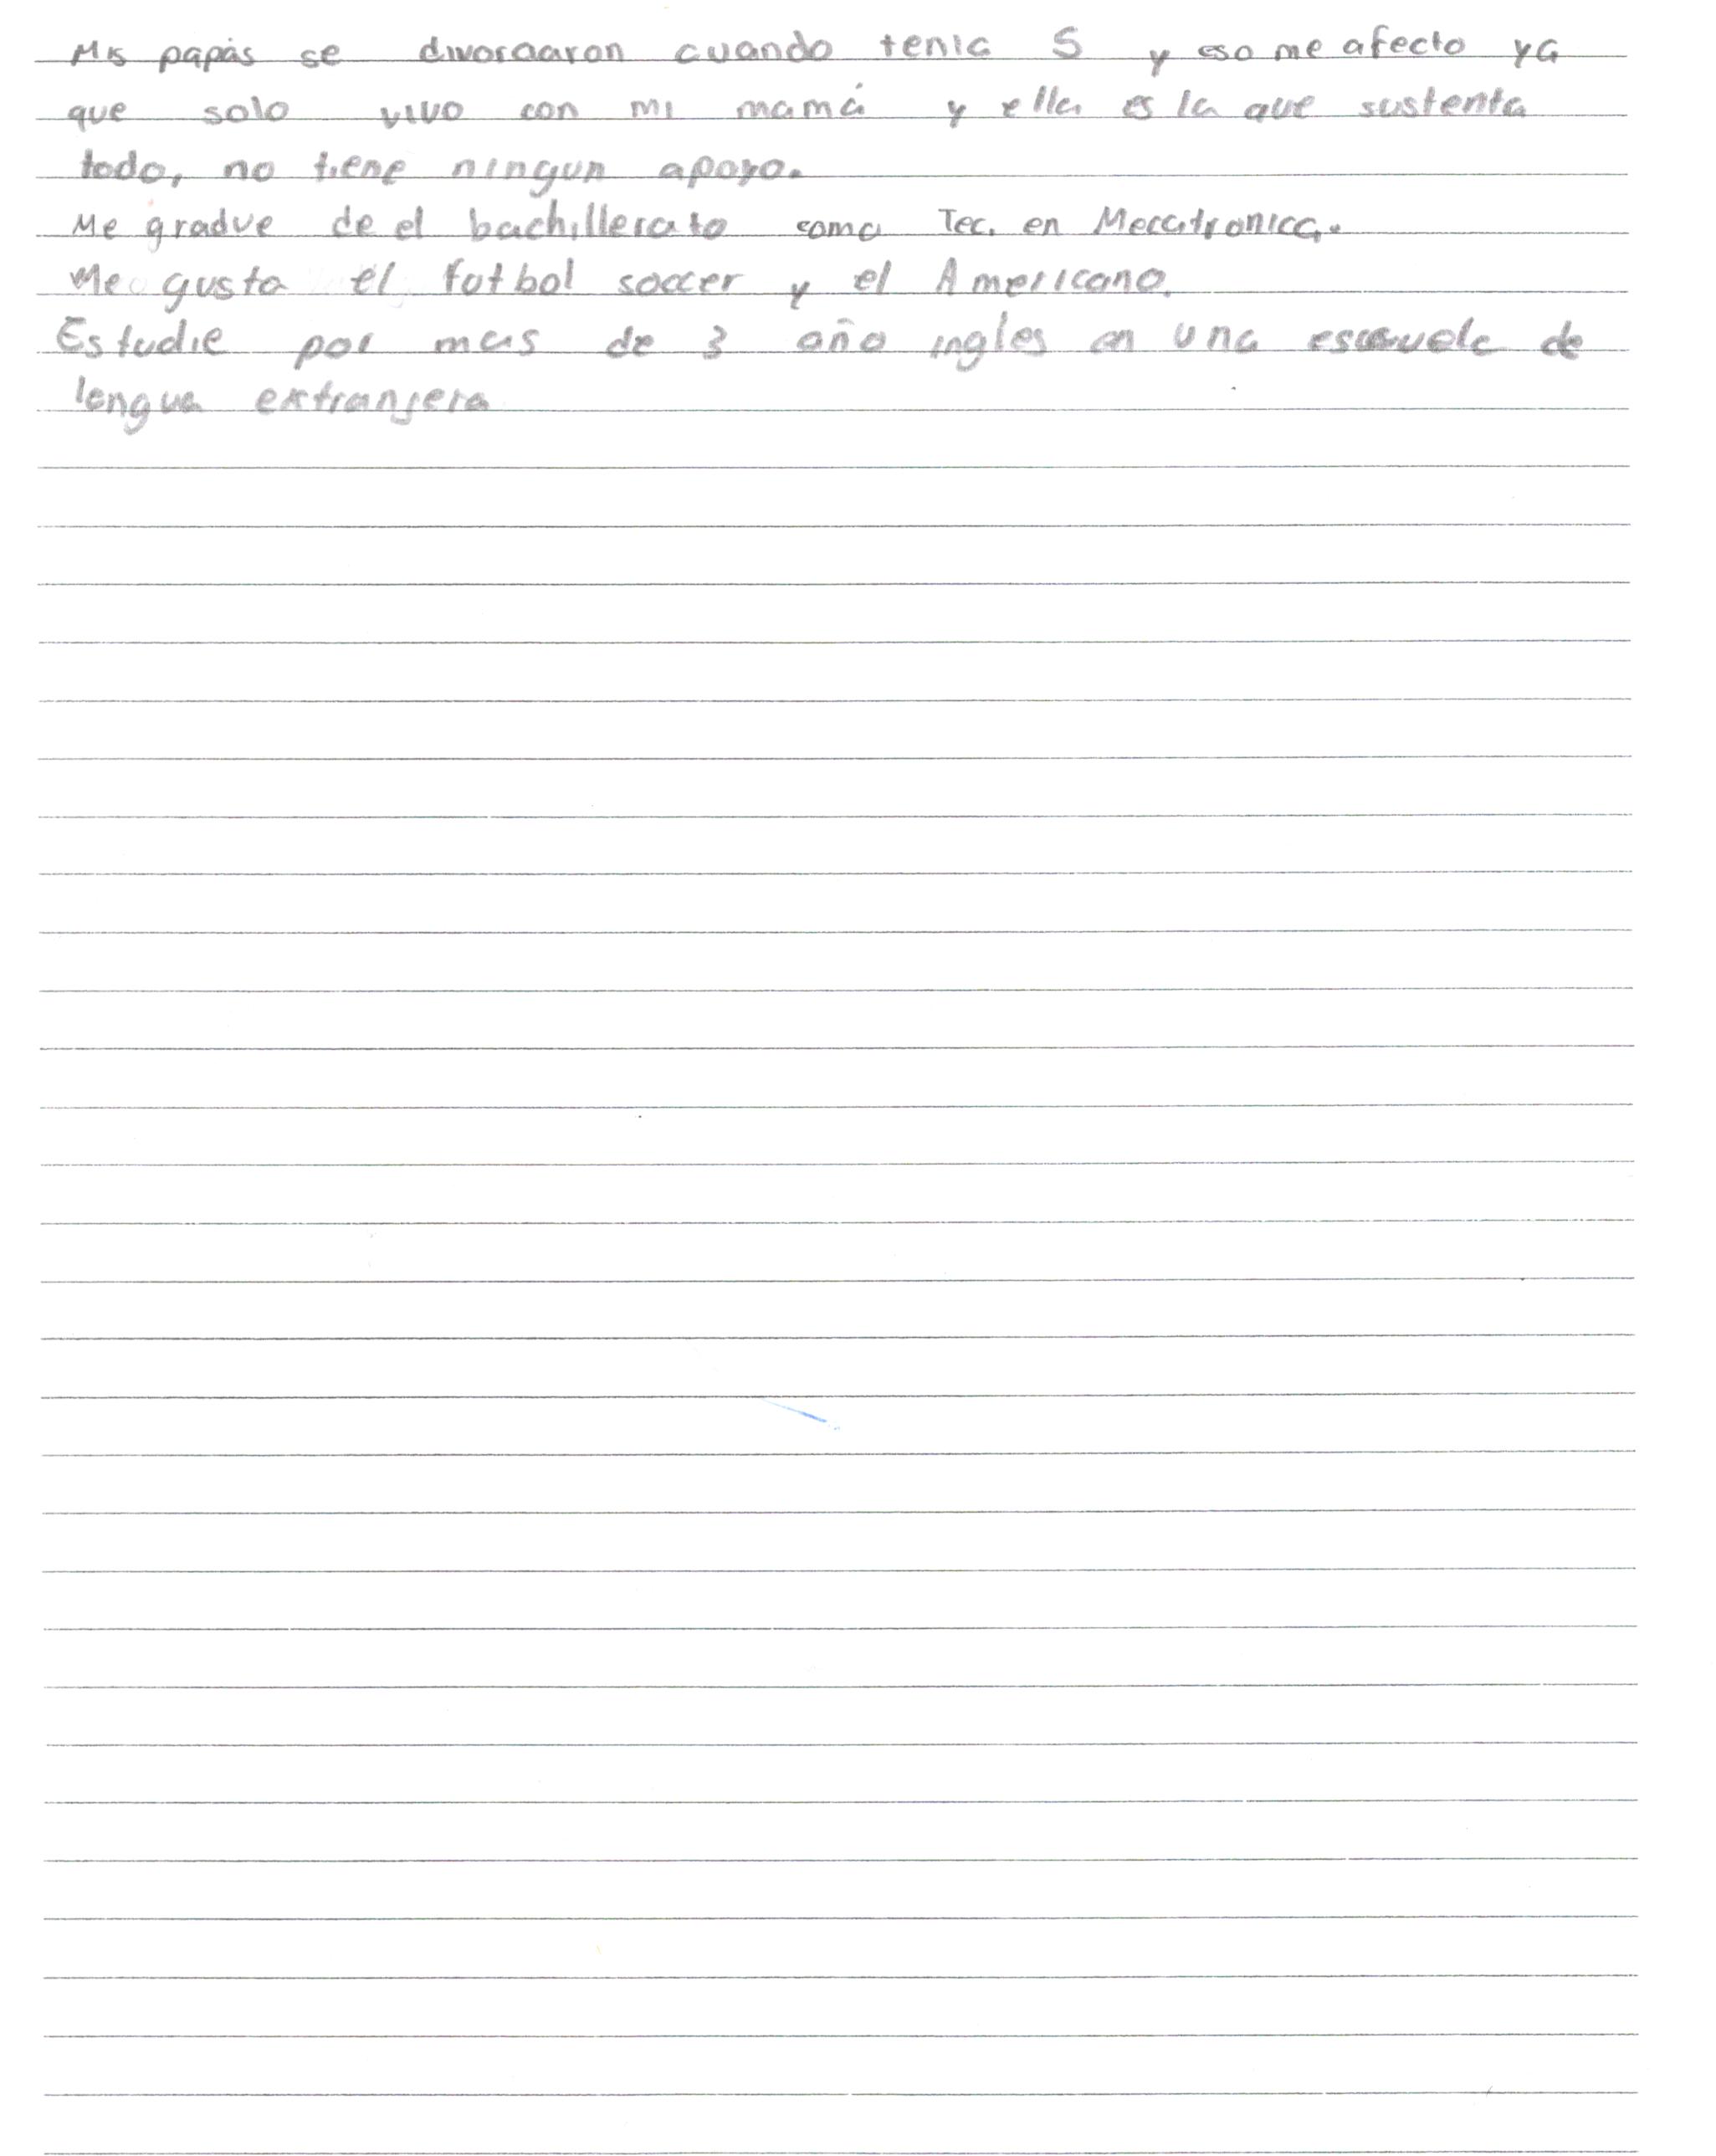 Mis papás se divorciaron cuando tenia 5 y eso me afecto ya
que solo vivo con mi mamá y ella es la que sustenta
todo, no tiene ningun apoyo.
Me gradue de el bachillerato como Tec. en Mecatronica.
Me gusta el futbol soccer y el Americano.
Estudie por mas de 3 año ingles en una escuela de
lengua extranjera